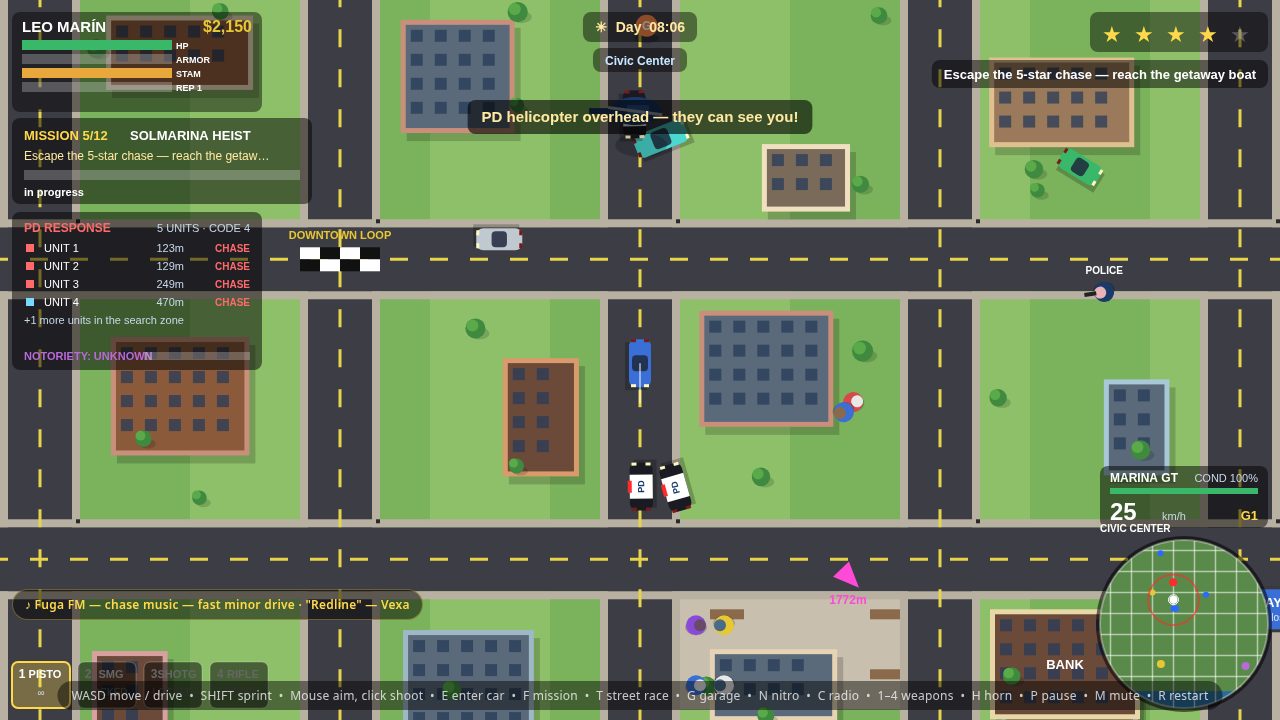 LEO MARÍN $2,150
HP
ARMOR
STAM
REP 1
☀ Day 08:06
Civic Center
★ ★ ★ ★ ★
Escape the 5-star chase — reach the getaway boat
PD helicopter overhead — they can see you!
MISSION 5/12 SOLMARINA HEIST
Escape the 5-star chase — reach the getaw…
in progress
PD RESPONSE 5 UNITS · CODE 4
UNIT 1 123m CHASE
UNIT 2 129m CHASE
UNIT 3 249m CHASE
UNIT 4 470m CHASE
+1 more units in the search zone
NOTORIETY: UNKNOWN
DOWNTOWN LOOP
POLICE
PD
PD
MARINA GT COND 100%
25 km/h G1
CIVIC CENTER
1772m
♪ Fuga FM — chase music — fast minor drive · "Redline" — Vexa
BANK
1 PISTO
∞
2 SMG
3 SHOTG
4 RIFLE
WASD move / drive • SHIFT sprint • Mouse aim, click shoot • E enter car • F mission • T street race • G garage • N nitro • C radio • 1–4 weapons • H horn • P pause • M mute • R restart